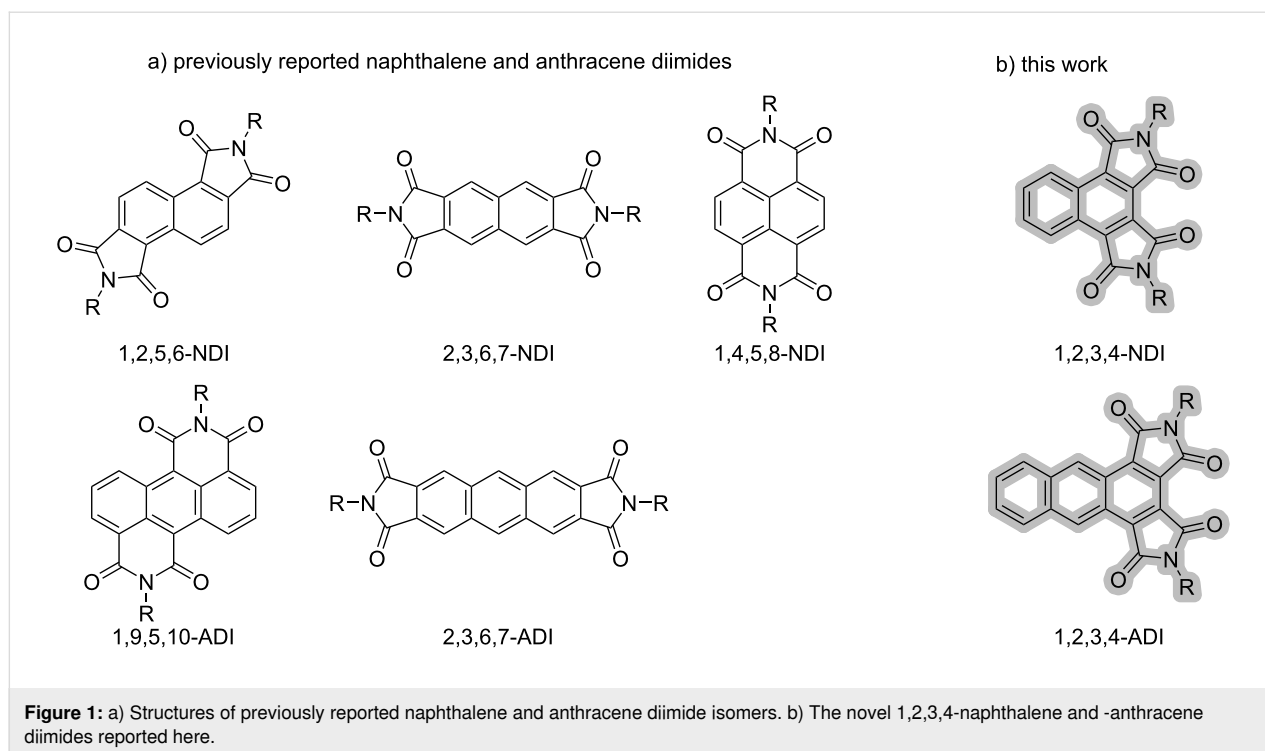 a) previously reported naphthalene and anthracene diimides
b) this work
O
R
N
O
O
N
R
O
1,2,5,6-NDI
O
O
R
N
N
R
O
O
2,3,6,7-NDI
R
O
N
O
O
N
O
R
1,4,5,8-NDI
O
R
N
O
O
O
N
R
1,2,3,4-NDI
R
O
N
O
O
N
O
R
1,9,5,10-ADI
O
O
R
N
N
R
O
O
2,3,6,7-ADI
O
R
N
O
O
O
N
R
1,2,3,4-ADI
Figure 1: a) Structures of previously reported naphthalene and anthracene diimide isomers. b) The novel 1,2,3,4-naphthalene and -anthracene
diimides reported here.